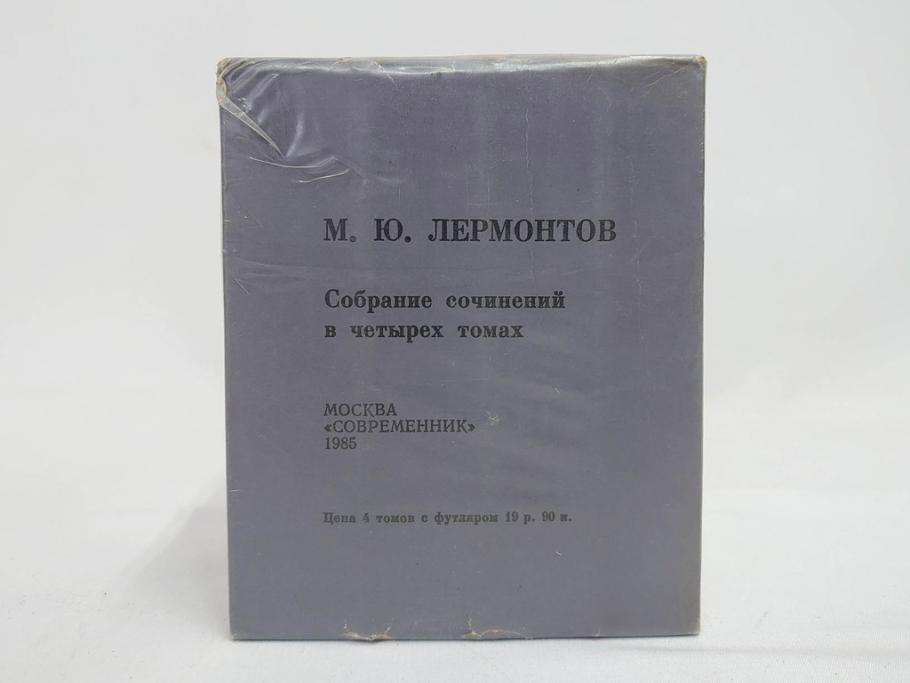 М. Ю. ЛЕРМОНТОВ
Собрание сочинений
в четырех томах
МОСКВА
«СОВРЕМЕННИК»
1985
Цена 4 томов с футляром 19 р. 90 к.